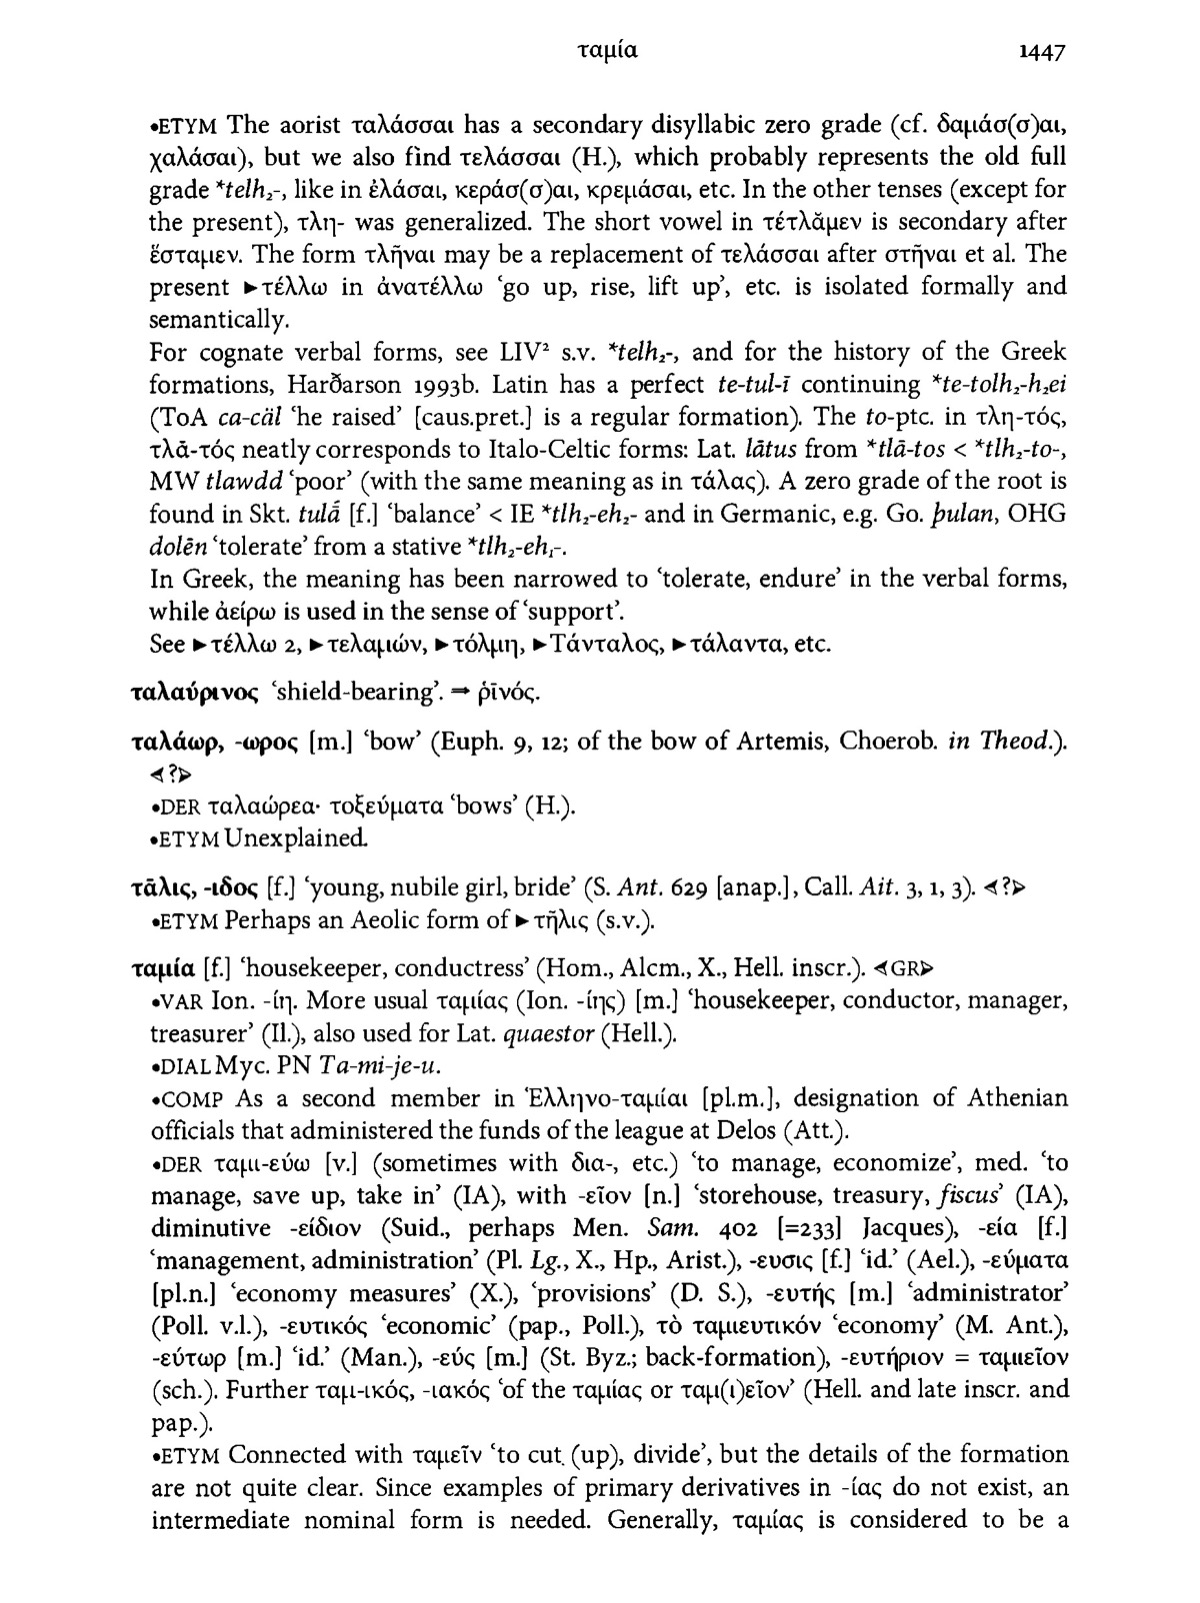 ταμία 1447
•ETYM The aorist ταλάσσαι has a secondary disyllabic zero grade (cf. δαμάσ(σ)αι,
χαλάσαι), but we also find τελάσσαι (H.), which probably represents the old full
grade *telh₂-, like in ἐλάσαι, κεράσ(σ)αι, κρεμάσαι, etc. In the other tenses (except for
the present), τλη- was generalized. The short vowel in τέτλᾰμεν is secondary after
ἕσταμεν. The form τλῆναι may be a replacement of τελάσσαι after στῆναι et al. The
present ►τέλλω in ἀνατέλλω ‘go up, rise, lift up’, etc. is isolated formally and
semantically.
For cognate verbal forms, see LIV² s.v. *telh₂-, and for the history of the Greek
formations, Harðarson 1993b. Latin has a perfect te-tul-ī continuing *te-tolh₂-h₂ei
(ToA ca-cäl ‘he raised’ [caus.pret.] is a regular formation). The to-ptc. in τλη-τός,
τλᾱ-τός neatly corresponds to Italo-Celtic forms: Lat. lātus from *tlā-tos < *tlh₂-to-,
MW tlawdd ‘poor’ (with the same meaning as in τάλας). A zero grade of the root is
found in Skt. tulā́ [f.] ‘balance’ < IE *tlh₂-eh₂- and in Germanic, e.g. Go. þulan, OHG
dolēn ‘tolerate’ from a stative *tlh₂-eh₁-.
In Greek, the meaning has been narrowed to ‘tolerate, endure’ in the verbal forms,
while ἀείρω is used in the sense of ‘support’.
See ►τέλλω 2, ►τελαμών, ►τόλμη, ►Τάνταλος, ►τάλαντα, etc.
ταλαύρινος ‘shield-bearing’. ⇒ ῥῑνός.
ταλάωρ, -ωρος [m.] ‘bow’ (Euph. 9, 12; of the bow of Artemis, Choerob. in Theod.).
⊲?⊳
•DER ταλαώρεα· τοξεύματα ‘bows’ (H.).
•ETYM Unexplained.
τᾶλις, -ιδος [f.] ‘young, nubile girl, bride’ (S. Ant. 629 [anap.], Call. Ait. 3, 1, 3). ⊲?⊳
•ETYM Perhaps an Aeolic form of ►τῆλις (s.v.).
ταμία [f.] ‘housekeeper, conductress’ (Hom., Alcm., X., Hell. inscr.). ⊲GR⊳
•VAR Ion. -ίη. More usual ταμίας (Ion. -ίης) [m.] ‘housekeeper, conductor, manager,
treasurer’ (Il.), also used for Lat. quaestor (Hell.).
•DIAL Myc. PN Ta-mi-je-u.
•COMP As a second member in Ἑλληνο-ταμίαι [pl.m.], designation of Athenian
officials that administered the funds of the league at Delos (Att.).
•DER ταμι-εύω [v.] (sometimes with δια-, etc.) ‘to manage, economize’, med. ‘to
manage, save up, take in’ (IA), with -εῖον [n.] ‘storehouse, treasury, fiscus’ (IA),
diminutive -είδιον (Suid., perhaps Men. Sam. 402 [=233] Jacques), -εία [f.]
‘management, administration’ (Pl. Lg., X., Hp., Arist.), -ευσις [f.] ‘id.’ (Ael.), -εύματα
[pl.n.] ‘economy measures’ (X.), ‘provisions’ (D. S.), -ευτής [m.] ‘administrator’
(Poll. v.l.), -ευτικός ‘economic’ (pap., Poll.), τὸ ταμιευτικόν ‘economy’ (M. Ant.),
-εύτωρ [m.] ‘id.’ (Man.), -εύς [m.] (St. Byz.; back-formation), -ευτήριον = ταμιεῖον
(sch.). Further ταμ-ικός, -ιακός ‘of the ταμίας or ταμ(ι)εῖον’ (Hell. and late inscr. and
pap.).
•ETYM Connected with ταμεῖν ‘to cut (up), divide’, but the details of the formation
are not quite clear. Since examples of primary derivatives in -ίας do not exist, an
intermediate nominal form is needed. Generally, ταμίας is considered to be a